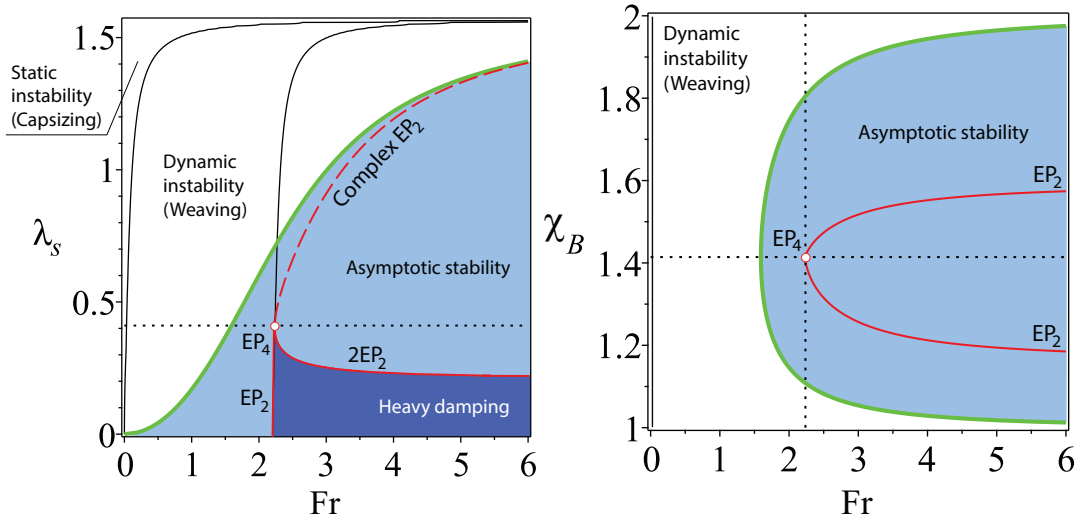 1.5
1
0.5
0
λs
Static
instability
(Capsizing)
Dynamic
instability
(Weaving)
Complex EP2
Asymptotic stability
EP4
2EP2
EP2
Heavy damping
0 1 2 3 4 5 6
Fr
2
1.8
1.6
1.4
1.2
1
χB
Dynamic
instability
(Weaving)
Asymptotic stability
EP2
EP4
EP2
0 1 2 3 4 5 6
Fr